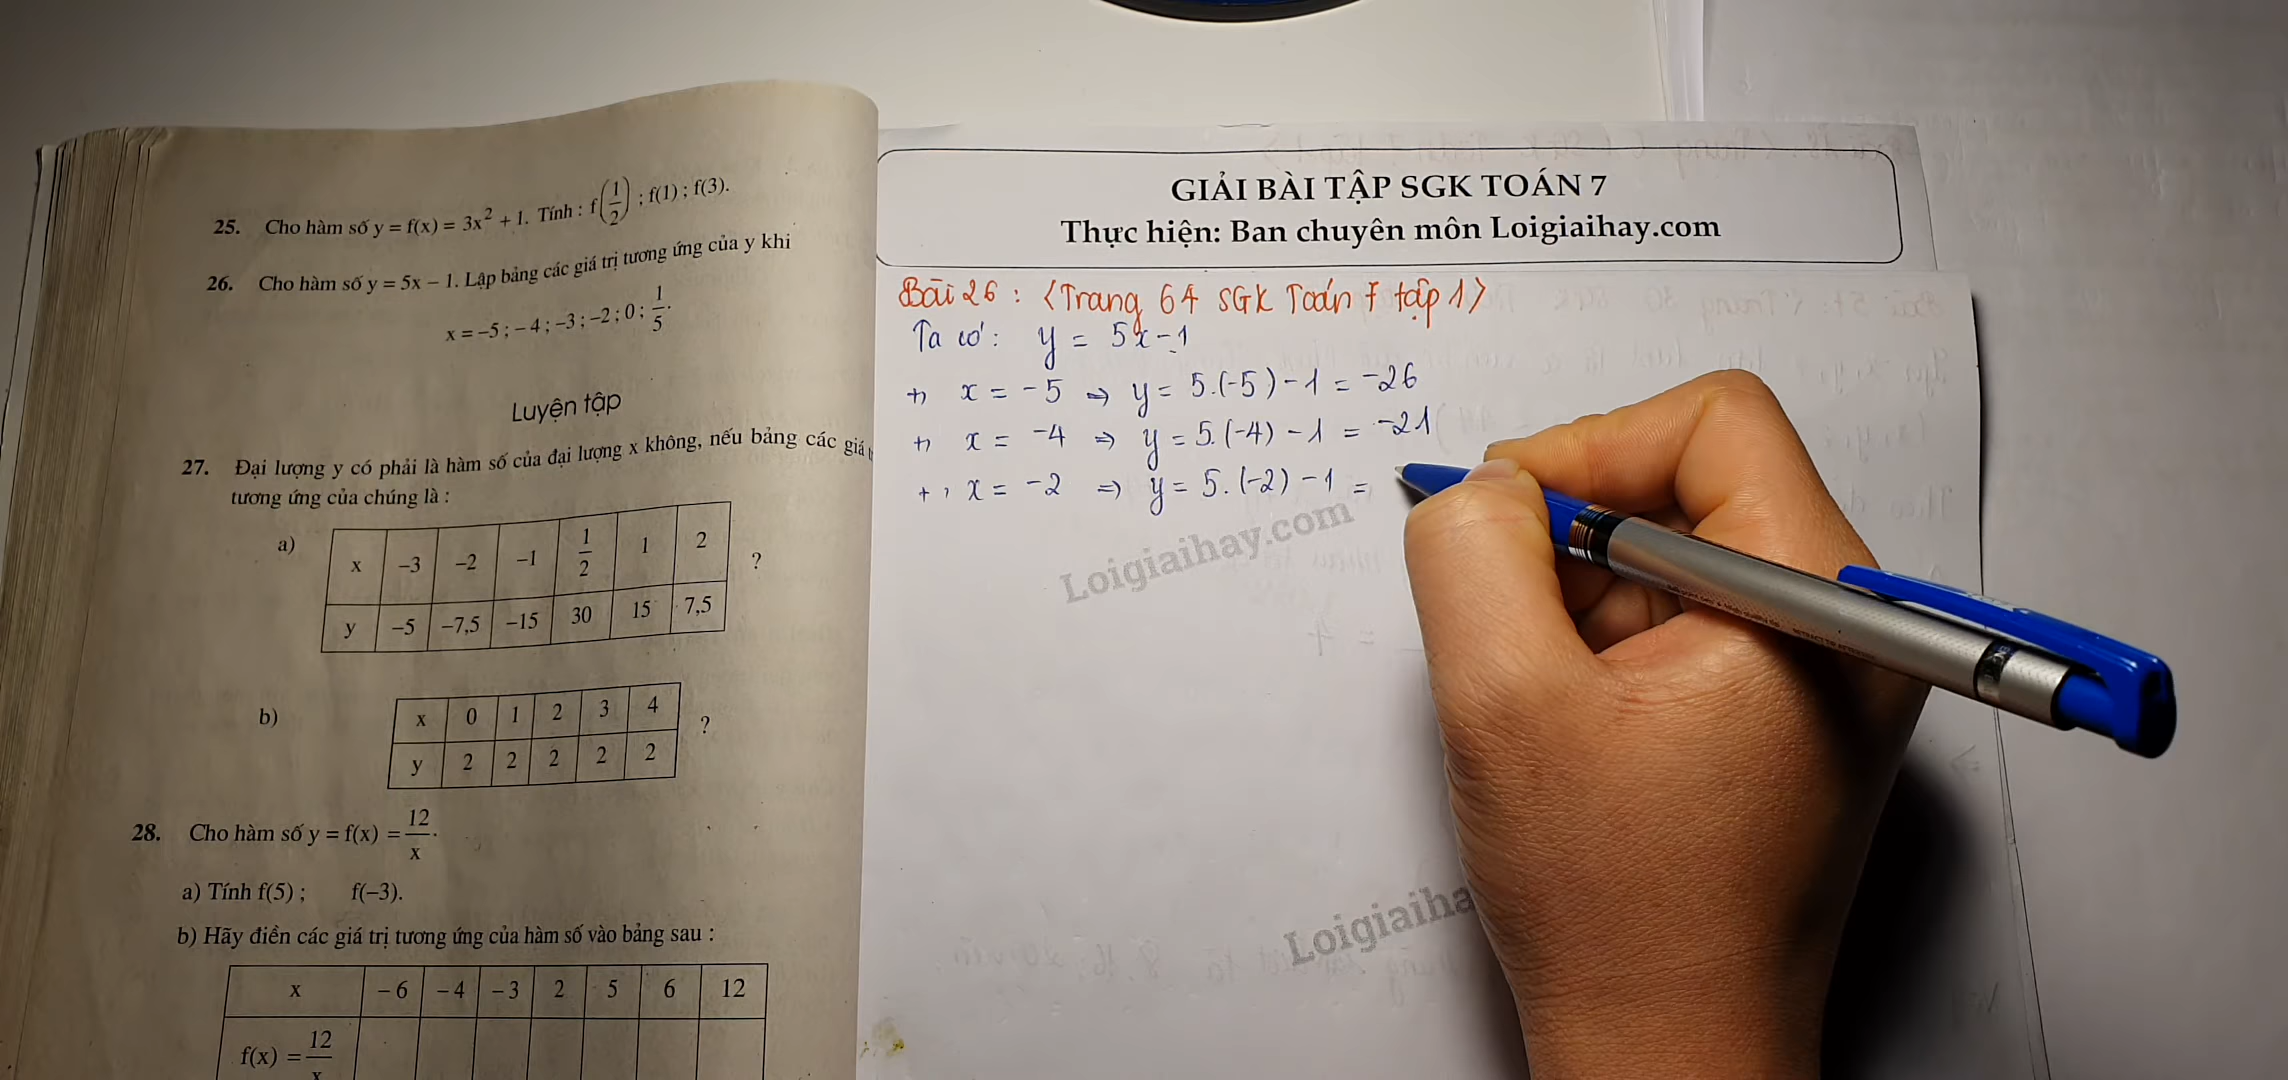 25. Cho hàm số y = f(x) = 3x² + 1. Tính : f(1/2) ; f(1) ; f(3).
26. Cho hàm số y = 5x – 1. Lập bảng các giá trị tương ứng của y khi
x = –5 ; – 4 ; –3 ; –2 ; 0 ; 1/5.
Luyện tập
27. Đại lượng y có phải là hàm số của đại lượng x không, nếu bảng các giá
tương ứng của chúng là :
a)
x –3 –2 –1 1/2 1 2 ?
y –5 –7,5 –15 30 15 7,5
b)
x 0 1 2 3 4 ?
y 2 2 2 2 2
28. Cho hàm số y = f(x) = 12/x.
a) Tính f(5) ; f(–3).
b) Hãy điền các giá trị tương ứng của hàm số vào bảng sau :
x – 6 – 4 – 3 2 5 6 12
f(x) = 12/x
GIẢI BÀI TẬP SGK TOÁN 7
Thực hiện: Ban chuyên môn Loigiaihay.com
Bài 26 : (Trang 64 SGK Toán 7 tập 1)
Ta có : y = 5x - 1
+) x = -5 ⇒ y = 5.(-5) - 1 = -26
+) x = -4 ⇒ y = 5.(-4) - 1 = -21
+) x = -2 ⇒ y = 5.(-2) - 1 =
Loigiaihay.com
Loigiaiha